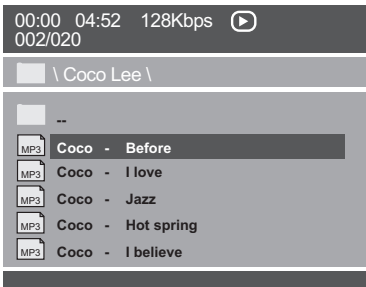 00:00 04:52 128Kbps
002/020
\ Coco Lee \
--
MP3 Coco - Before
MP3 Coco - I love
MP3 Coco - Jazz
MP3 Coco - Hot spring
MP3 Coco - I believe